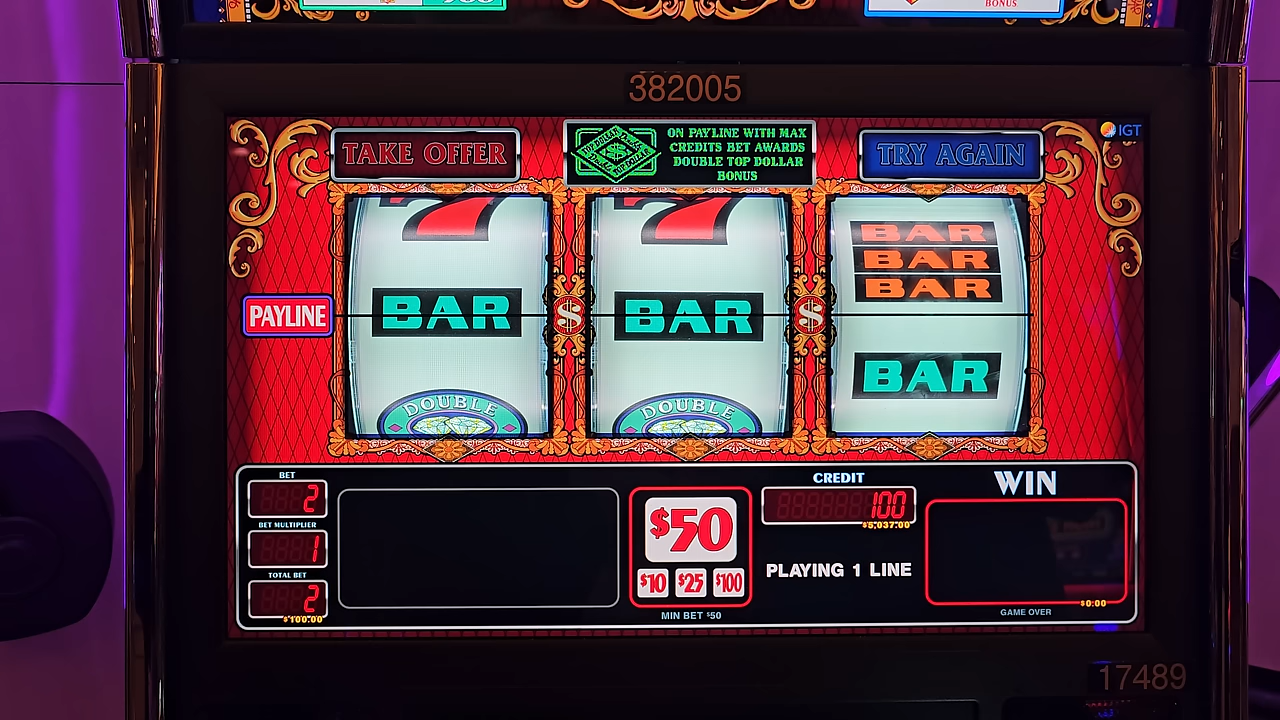 BONUS
382005
IGT
TAKE OFFER
ON PAYLINE WITH MAX
CREDITS BET AWARDS
DOUBLE TOP DOLLAR
BONUS
TRY AGAIN
7
7
BAR
BAR
BAR
PAYLINE
BAR
$
BAR
$
BAR
DOUBLE
DOUBLE
BET
2
BET MULTIPLIER
1
TOTAL BET
2
$100.00
$50
$10 $25 $100
MIN BET $50
CREDIT
100
$5,037.00
PLAYING 1 LINE
WIN
$0.00
GAME OVER
17489